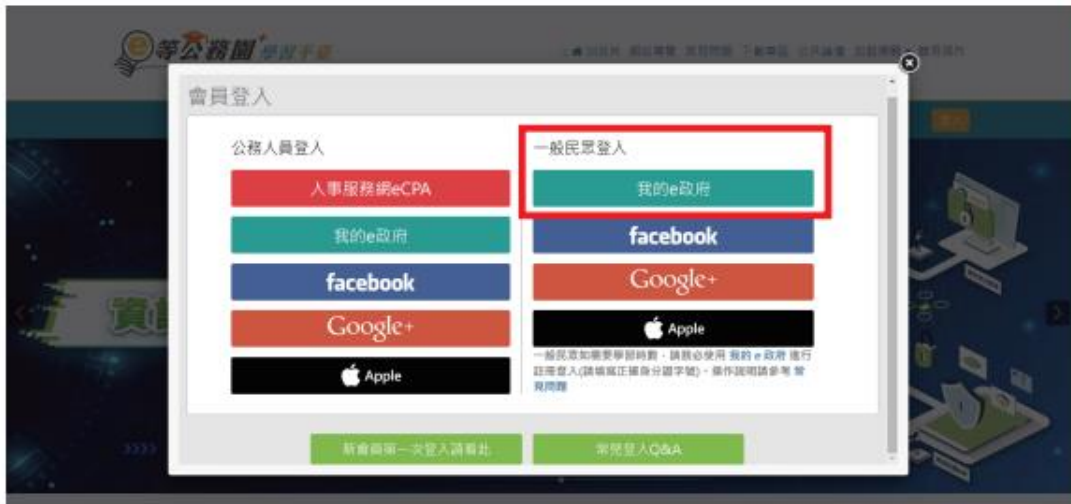 e等公務園+學習平臺
會員登入
公務人員登入
人事服務網eCPA
我的e政府
facebook
Google+
Apple
一般民眾登入
我的e政府
facebook
Google+
Apple
一般民眾如需要學習時數，請務必使用 我的 e 政府 進行
註冊登入(請填寫正確身分證字號)，操作說明請參考 常
見問題
新會員第一次登入請看此
常見登入Q&A
資